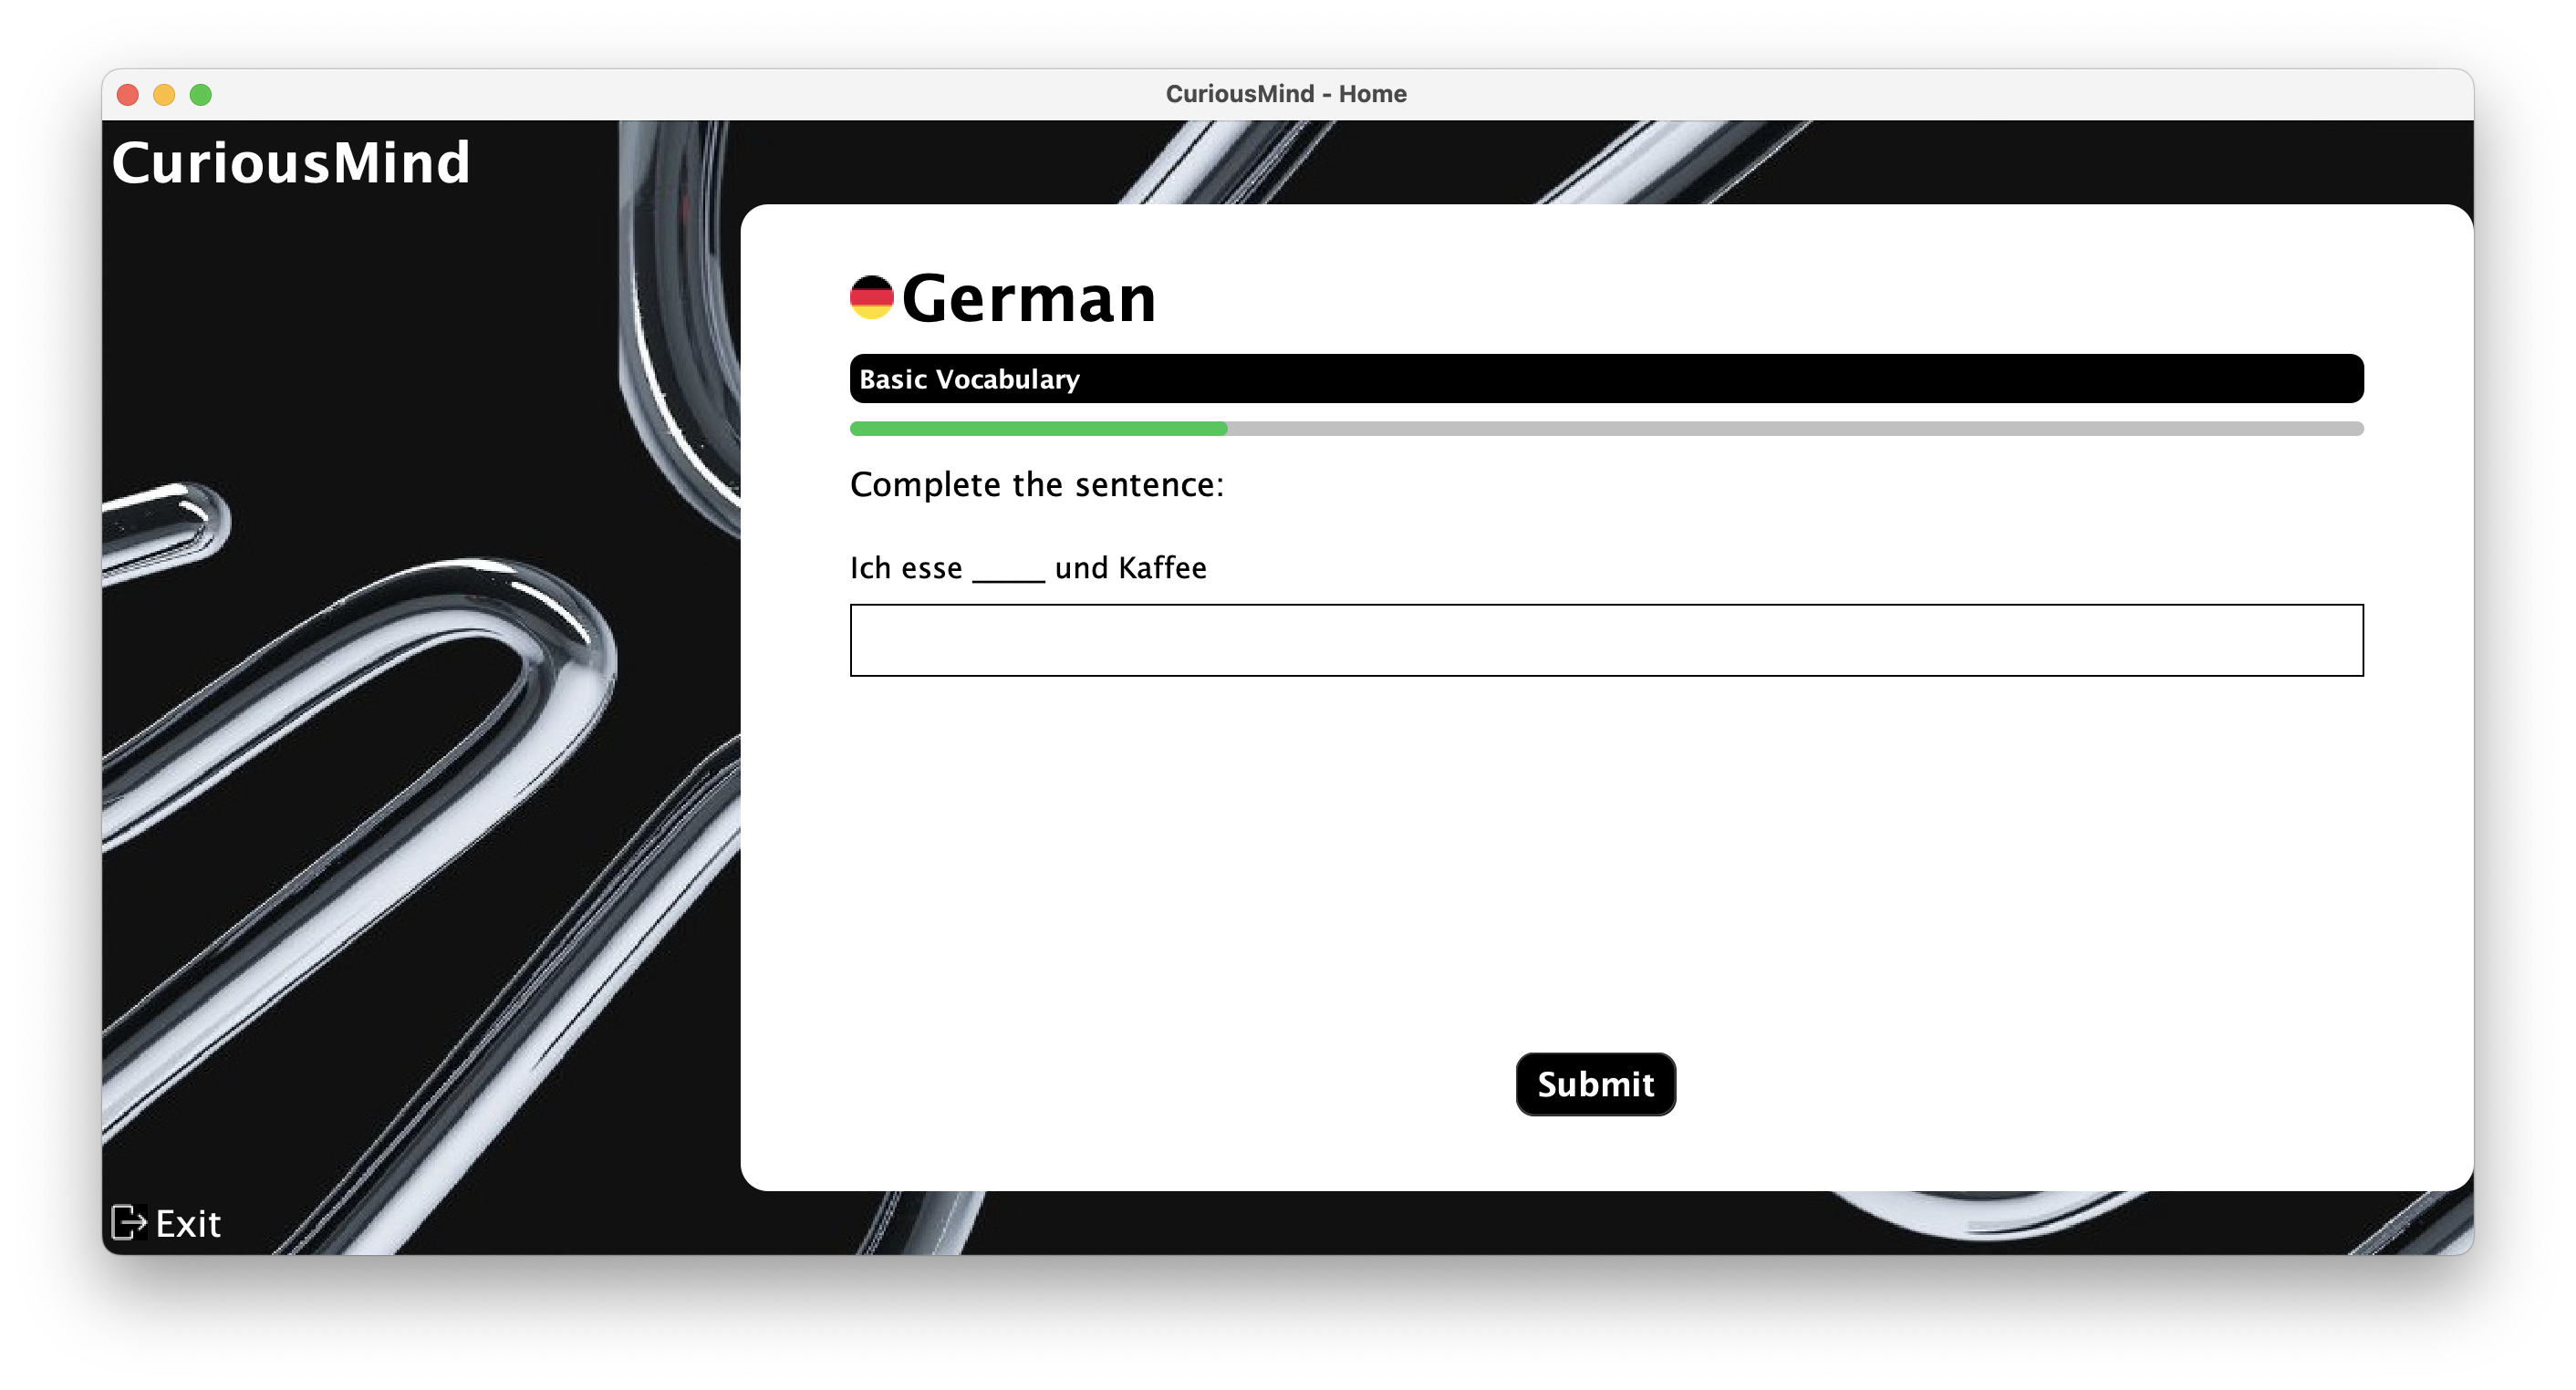 CuriousMind - Home
CuriousMind
German
Basic Vocabulary
Complete the sentence:
Ich esse _____ und Kaffee
Submit
Exit